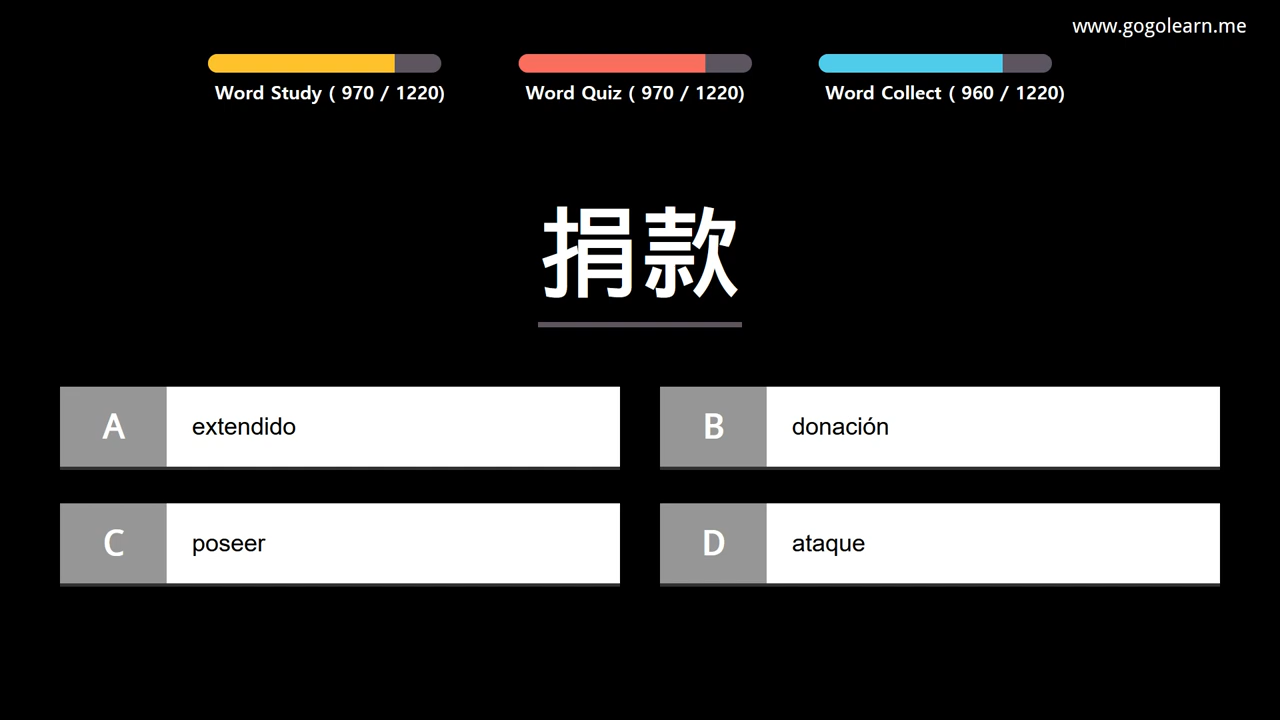 www.gogolearn.me
Word Study ( 970 / 1220)
Word Quiz ( 970 / 1220)
Word Collect ( 960 / 1220)
捐款
A extendido
B donación
C poseer
D ataque